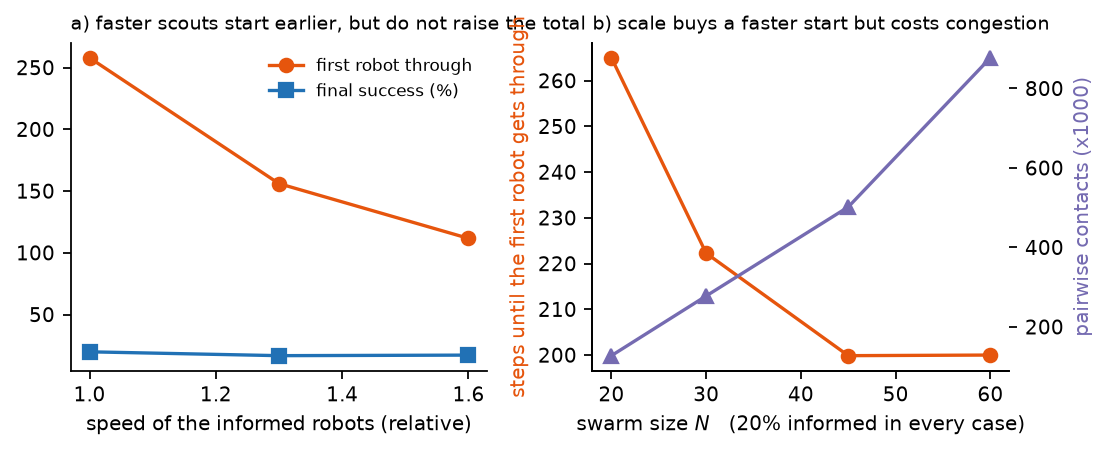 a) faster scouts start earlier, but do not raise the total
first robot through
final success (%)
250
200
150
100
50
1.0 1.2 1.4 1.6
speed of the informed robots (relative)
b) scale buys a faster start but costs congestion
steps until the first robot gets through
260
250
240
230
220
210
200
20 30 40 50 60
swarm size N (20% informed in every case)
800
600
400
200
pairwise contacts (x1000)